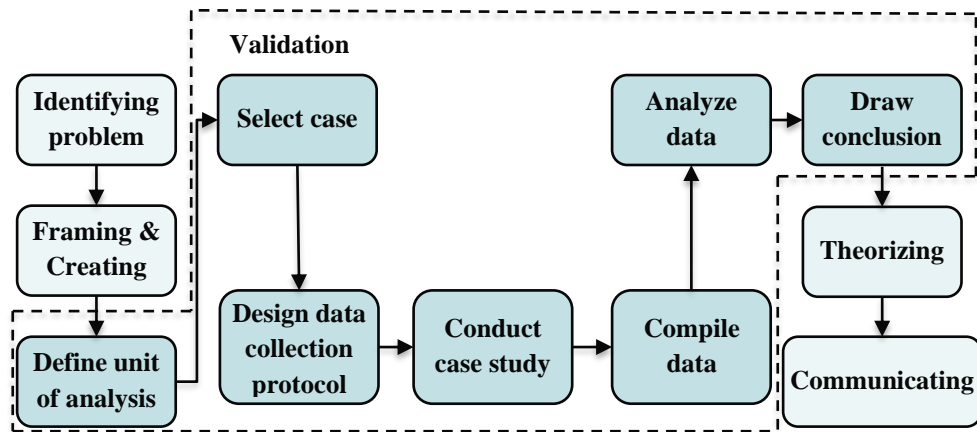 Validation
Identifying
problem
Framing &
Creating
Define unit
of analysis
Select case
Design data
collection
protocol
Conduct
case study
Compile
data
Analyze
data
Draw
conclusion
Theorizing
Communicating